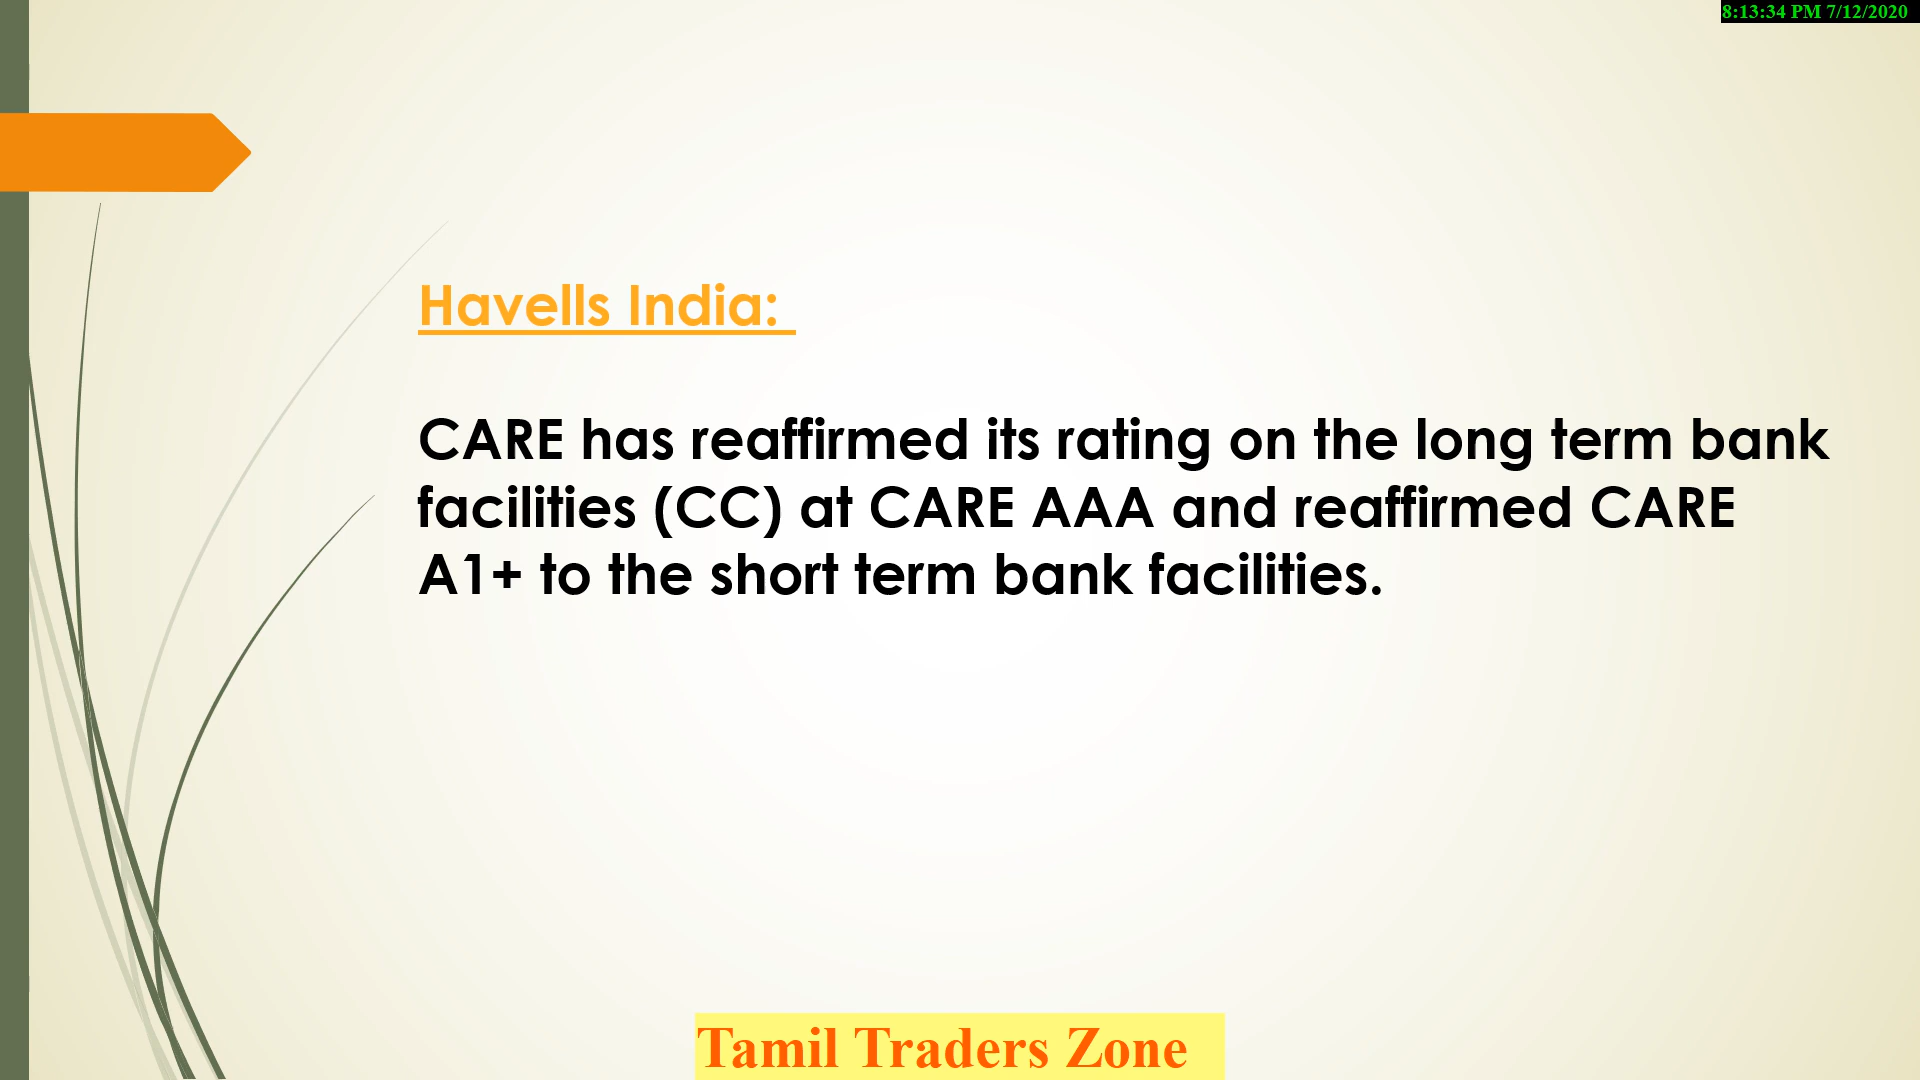 8:13:34 PM 7/12/2020
Havells India:
CARE has reaffirmed its rating on the long term bank
facilities (CC) at CARE AAA and reaffirmed CARE
A1+ to the short term bank facilities.
Tamil Traders Zone